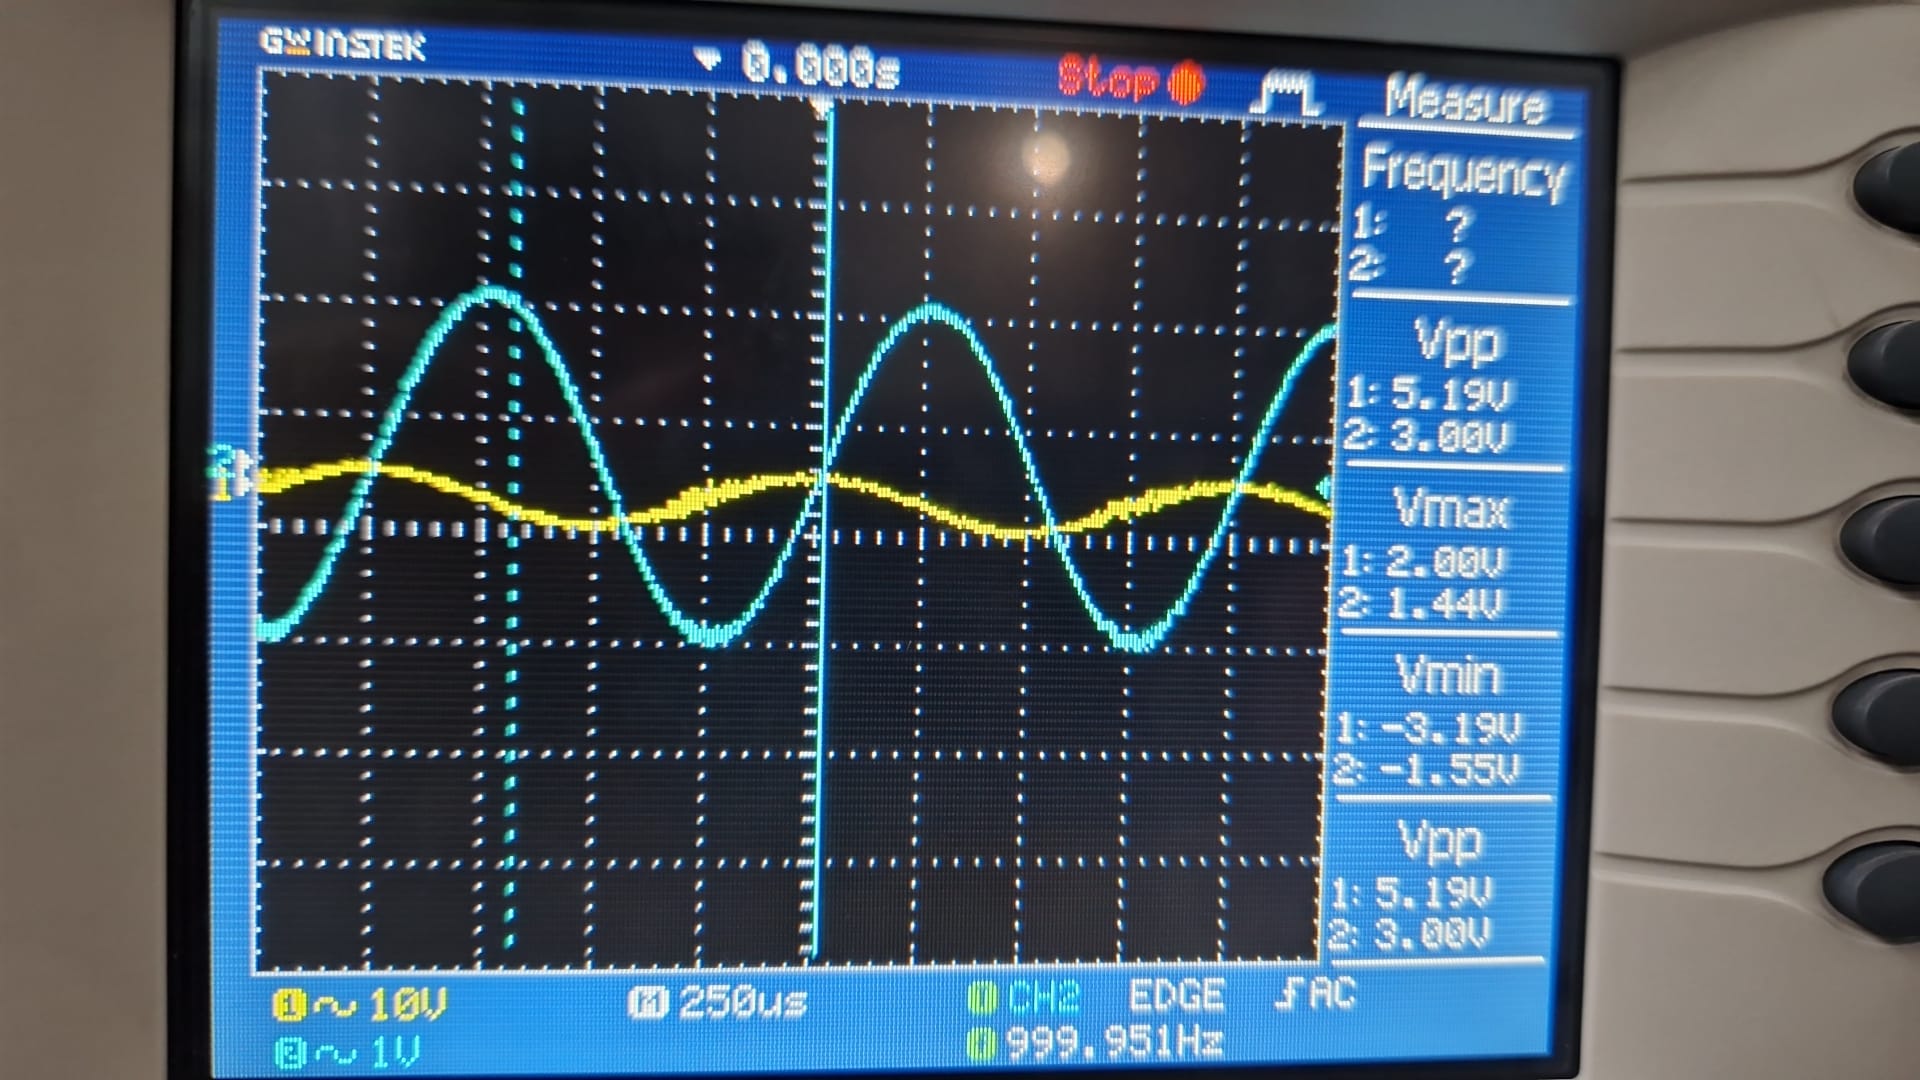 GW INSTEK
0.000s
Stop
Measure
Frequency
1: ?
2: ?
Vpp
1: 5.19V
2: 3.00V
Vmax
1: 2.00V
2: 1.44V
Vmin
1: -3.19V
2: -1.55V
Vpp
1: 5.19V
2: 3.00V
1 ~ 10V
M 250us
CH2 EDGE AC
2 ~ 1V
999.951Hz